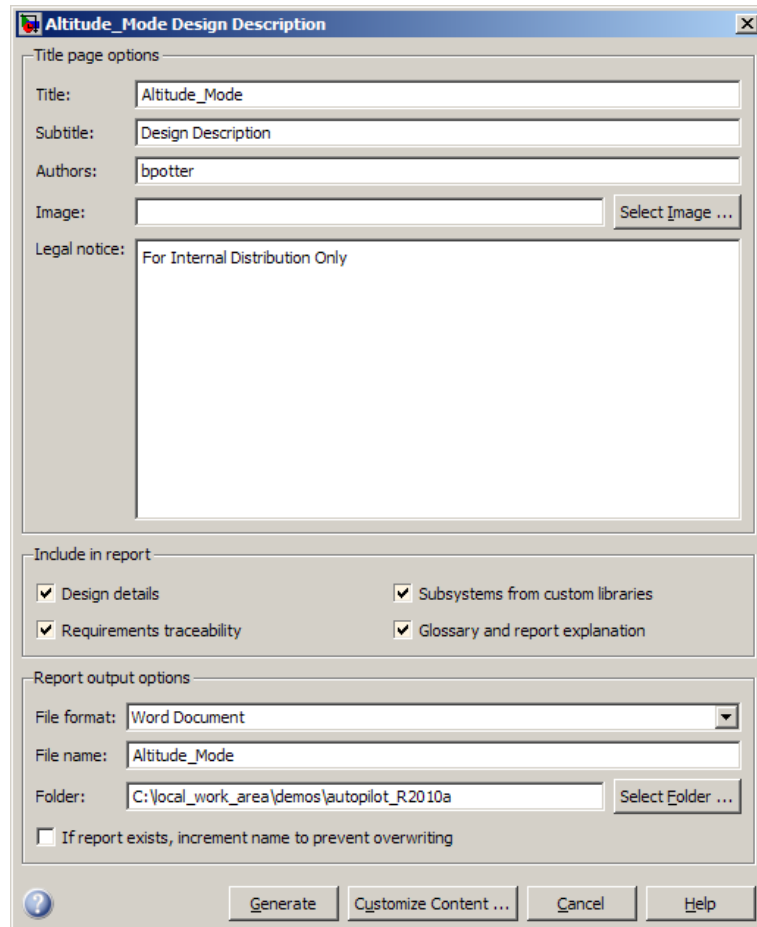 Altitude_Mode Design Description
Title page options
Title: Altitude_Mode
Subtitle: Design Description
Authors: bpotter
Image: Select Image ...
Legal notice: For Internal Distribution Only
Include in report
Design details Subsystems from custom libraries
Requirements traceability Glossary and report explanation
Report output options
File format: Word Document
File name: Altitude_Mode
Folder: C:\local_work_area\demos\autopilot_R2010a Select Folder ...
If report exists, increment name to prevent overwriting
? Generate Customize Content ... Cancel Help